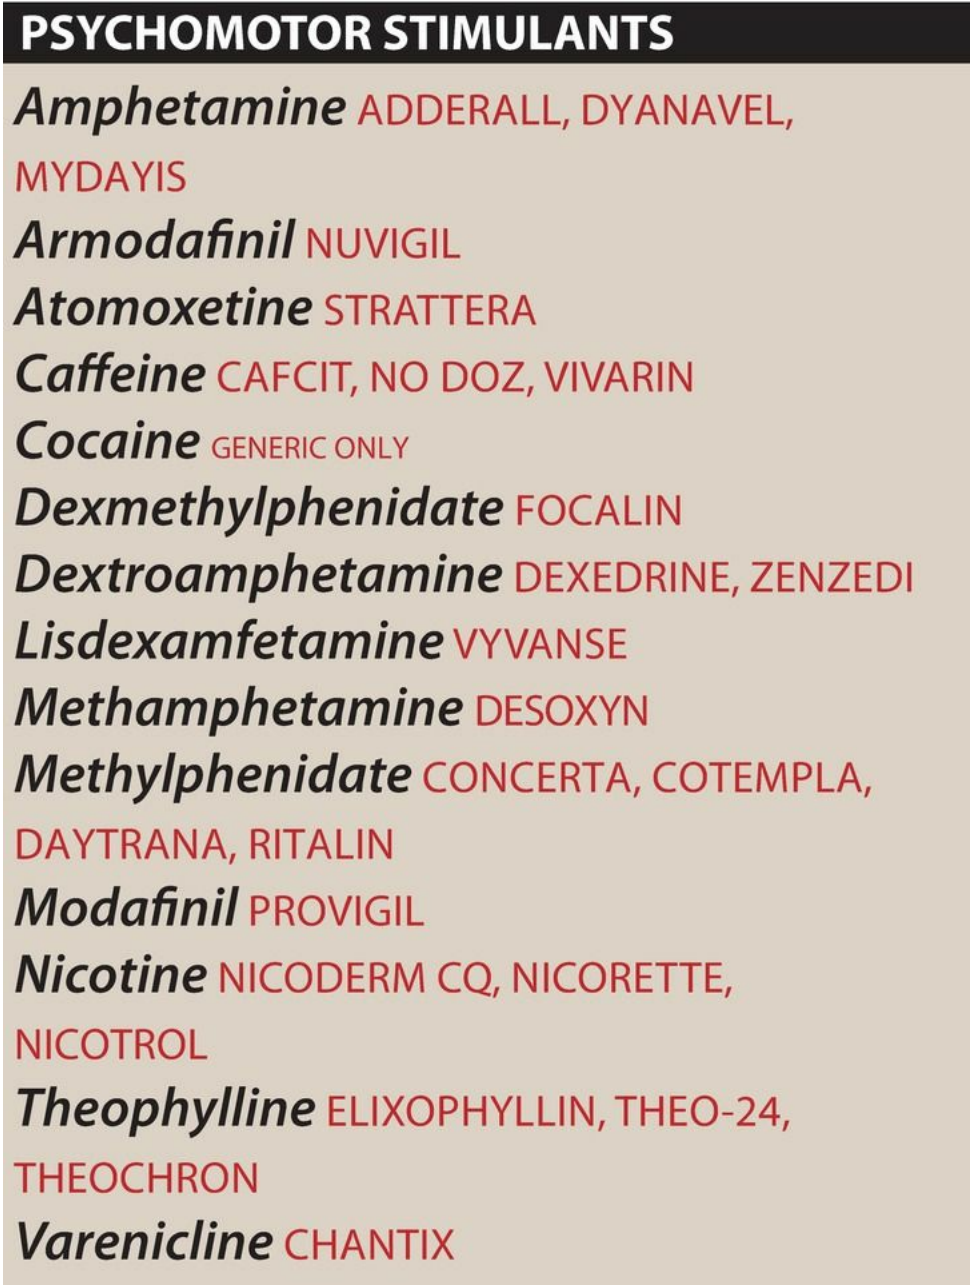 PSYCHOMOTOR STIMULANTS
Amphetamine ADDERALL, DYANAVEL,
MYDAYIS
Armodafinil NUVIGIL
Atomoxetine STRATTERA
Caffeine CAFCIT, NO DOZ, VIVARIN
Cocaine GENERIC ONLY
Dexmethylphenidate FOCALIN
Dextroamphetamine DEXEDRINE, ZENZEDI
Lisdexamfetamine VYVANSE
Methamphetamine DESOXYN
Methylphenidate CONCERTA, COTEMPLA,
DAYTRANA, RITALIN
Modafinil PROVIGIL
Nicotine NICODERM CQ, NICORETTE,
NICOTROL
Theophylline ELIXOPHYLLIN, THEO-24,
THEOCHRON
Varenicline CHANTIX